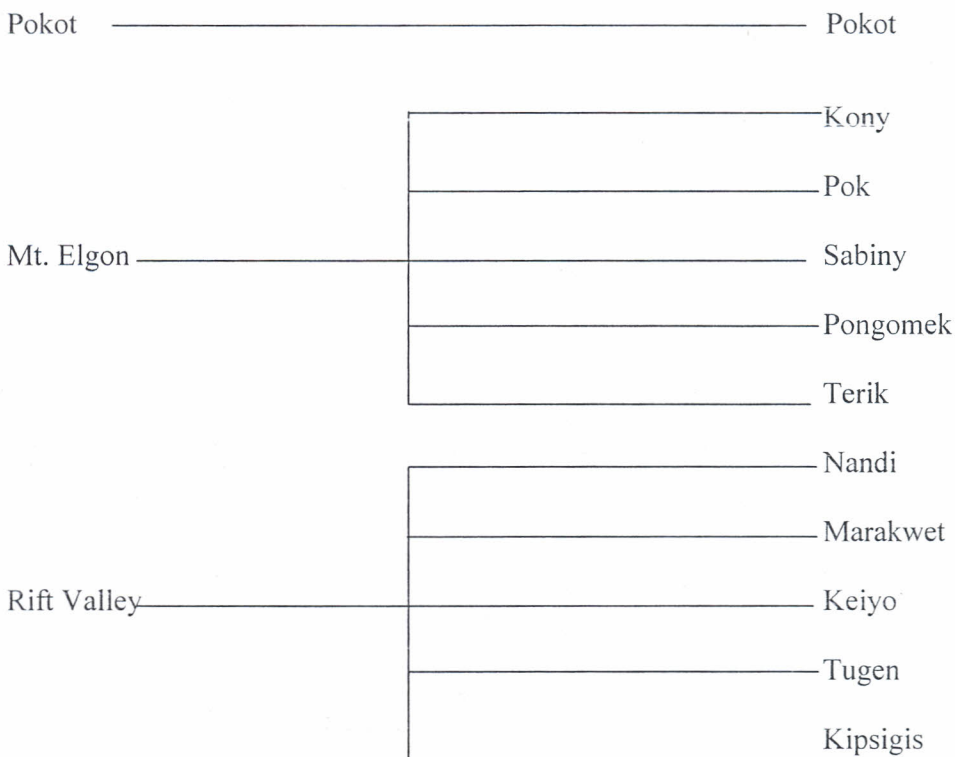 Pokot Pokot
Kony
Pok
Mt. Elgon Sabiny
Pongomek
Terik
Nandi
Marakwet
Rift Valley Keiyo
Tugen
Kipsigis